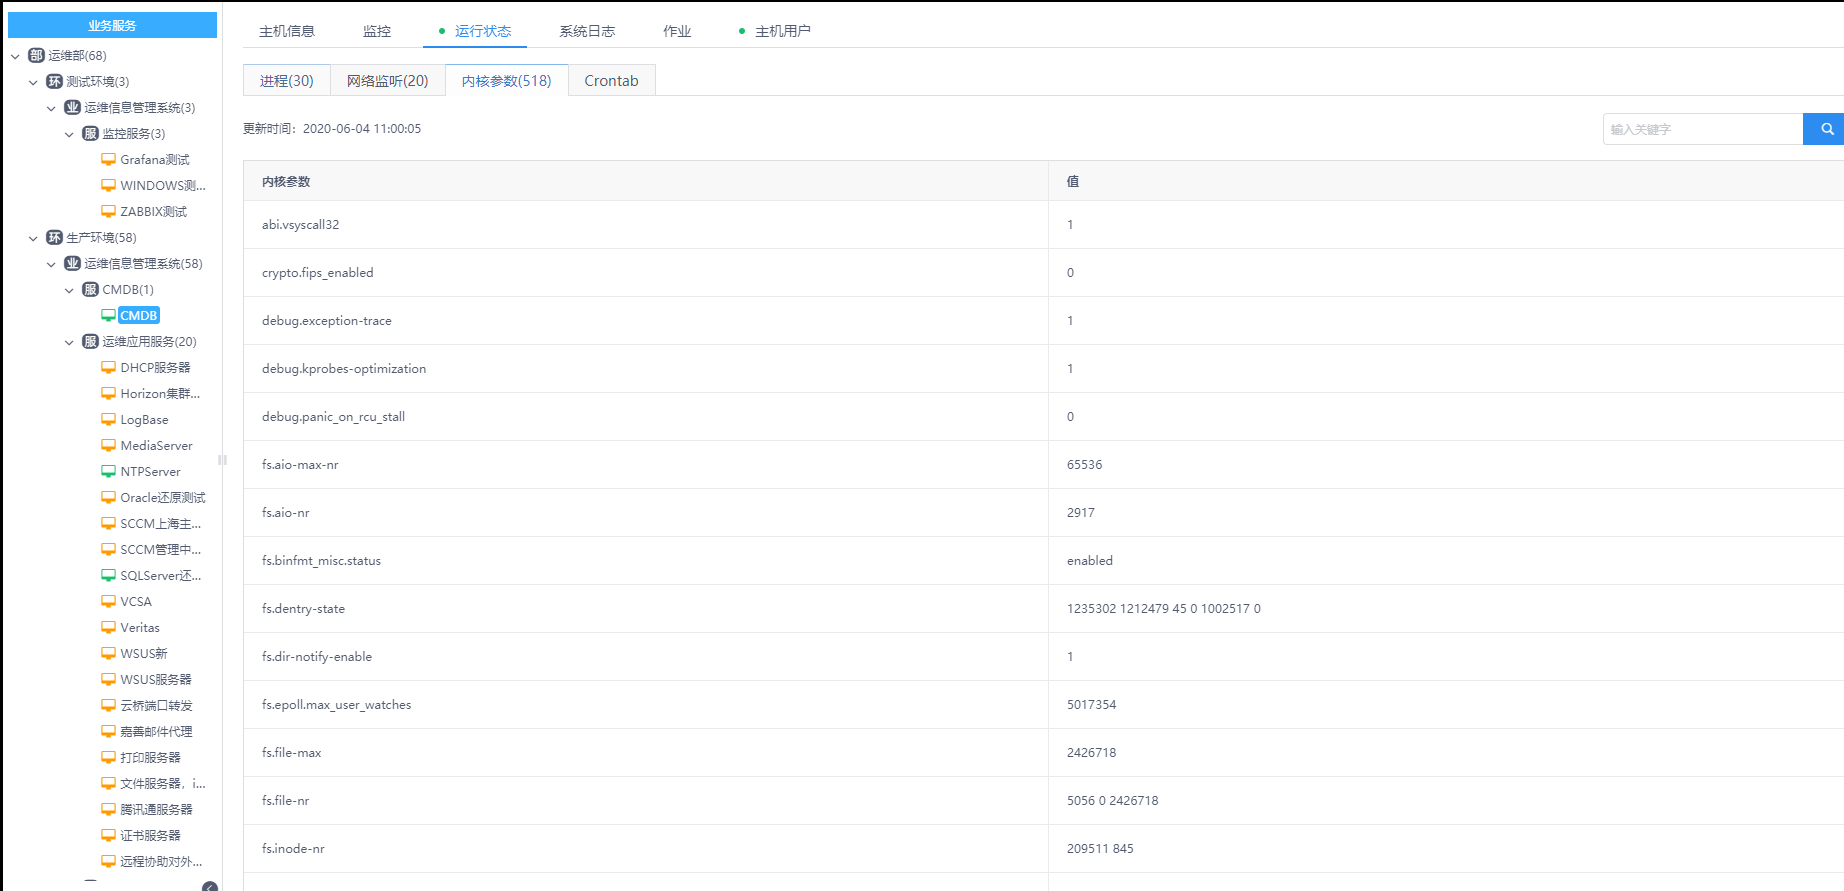 业务服务
部 运维部(68)
环 测试环境(3)
业 运维信息管理系统(3)
服 监控服务(3)
Grafana测试
WINDOWS测...
ZABBIX测试
环 生产环境(58)
业 运维信息管理系统(58)
服 CMDB(1)
CMDB
服 运维应用服务(20)
DHCP服务器
Horizon集群...
LogBase
MediaServer
NTPServer
Oracle还原测试
SCCM上海主...
SCCM管理中...
SQLServer还...
VCSA
Veritas
WSUS新
WSUS服务器
云桥端口转发
嘉善邮件代理
打印服务器
文件服务器，i...
腾讯通服务器
证书服务器
远程协助对外...
主机信息 监控 运行状态 系统日志 作业 主机用户
进程(30) 网络监听(20) 内核参数(518) Crontab
更新时间：2020-06-04 11:00:05
输入关键字
内核参数 值
abi.vsyscall32 1
crypto.fips_enabled 0
debug.exception-trace 1
debug.kprobes-optimization 1
debug.panic_on_rcu_stall 0
fs.aio-max-nr 65536
fs.aio-nr 2917
fs.binfmt_misc.status enabled
fs.dentry-state 1235302 1212479 45 0 1002517 0
fs.dir-notify-enable 1
fs.epoll.max_user_watches 5017354
fs.file-max 2426718
fs.file-nr 5056 0 2426718
fs.inode-nr 209511 845